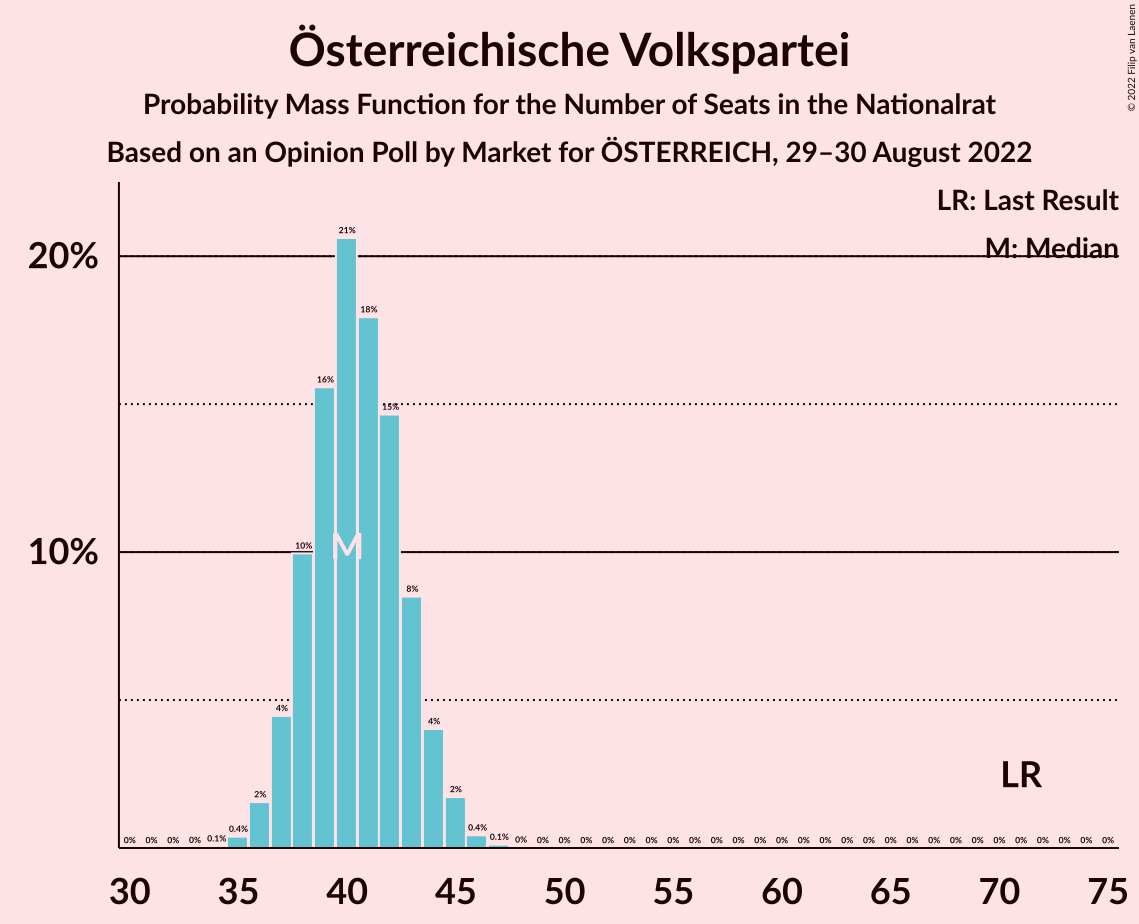 Österreichische Volkspartei
Probability Mass Function for the Number of Seats in the Nationalrat
Based on an Opinion Poll by Market for ÖSTERREICH, 29–30 August 2022
© 2022 Filip van Laenen
LR: Last Result
M: Median
20%
10%
0% 0% 0% 0% 0.1% 0.4% 2% 4% 10% 16% 21% 18% 15% 8% 4% 2% 0.4% 0.1% 0% 0% 0% 0% 0% 0% 0% 0% 0% 0% 0% 0% 0% 0% 0% 0% 0% 0% 0% 0% 0% 0% 0% 0% 0% 0% 0% 0%
M
LR
30 35 40 45 50 55 60 65 70 75